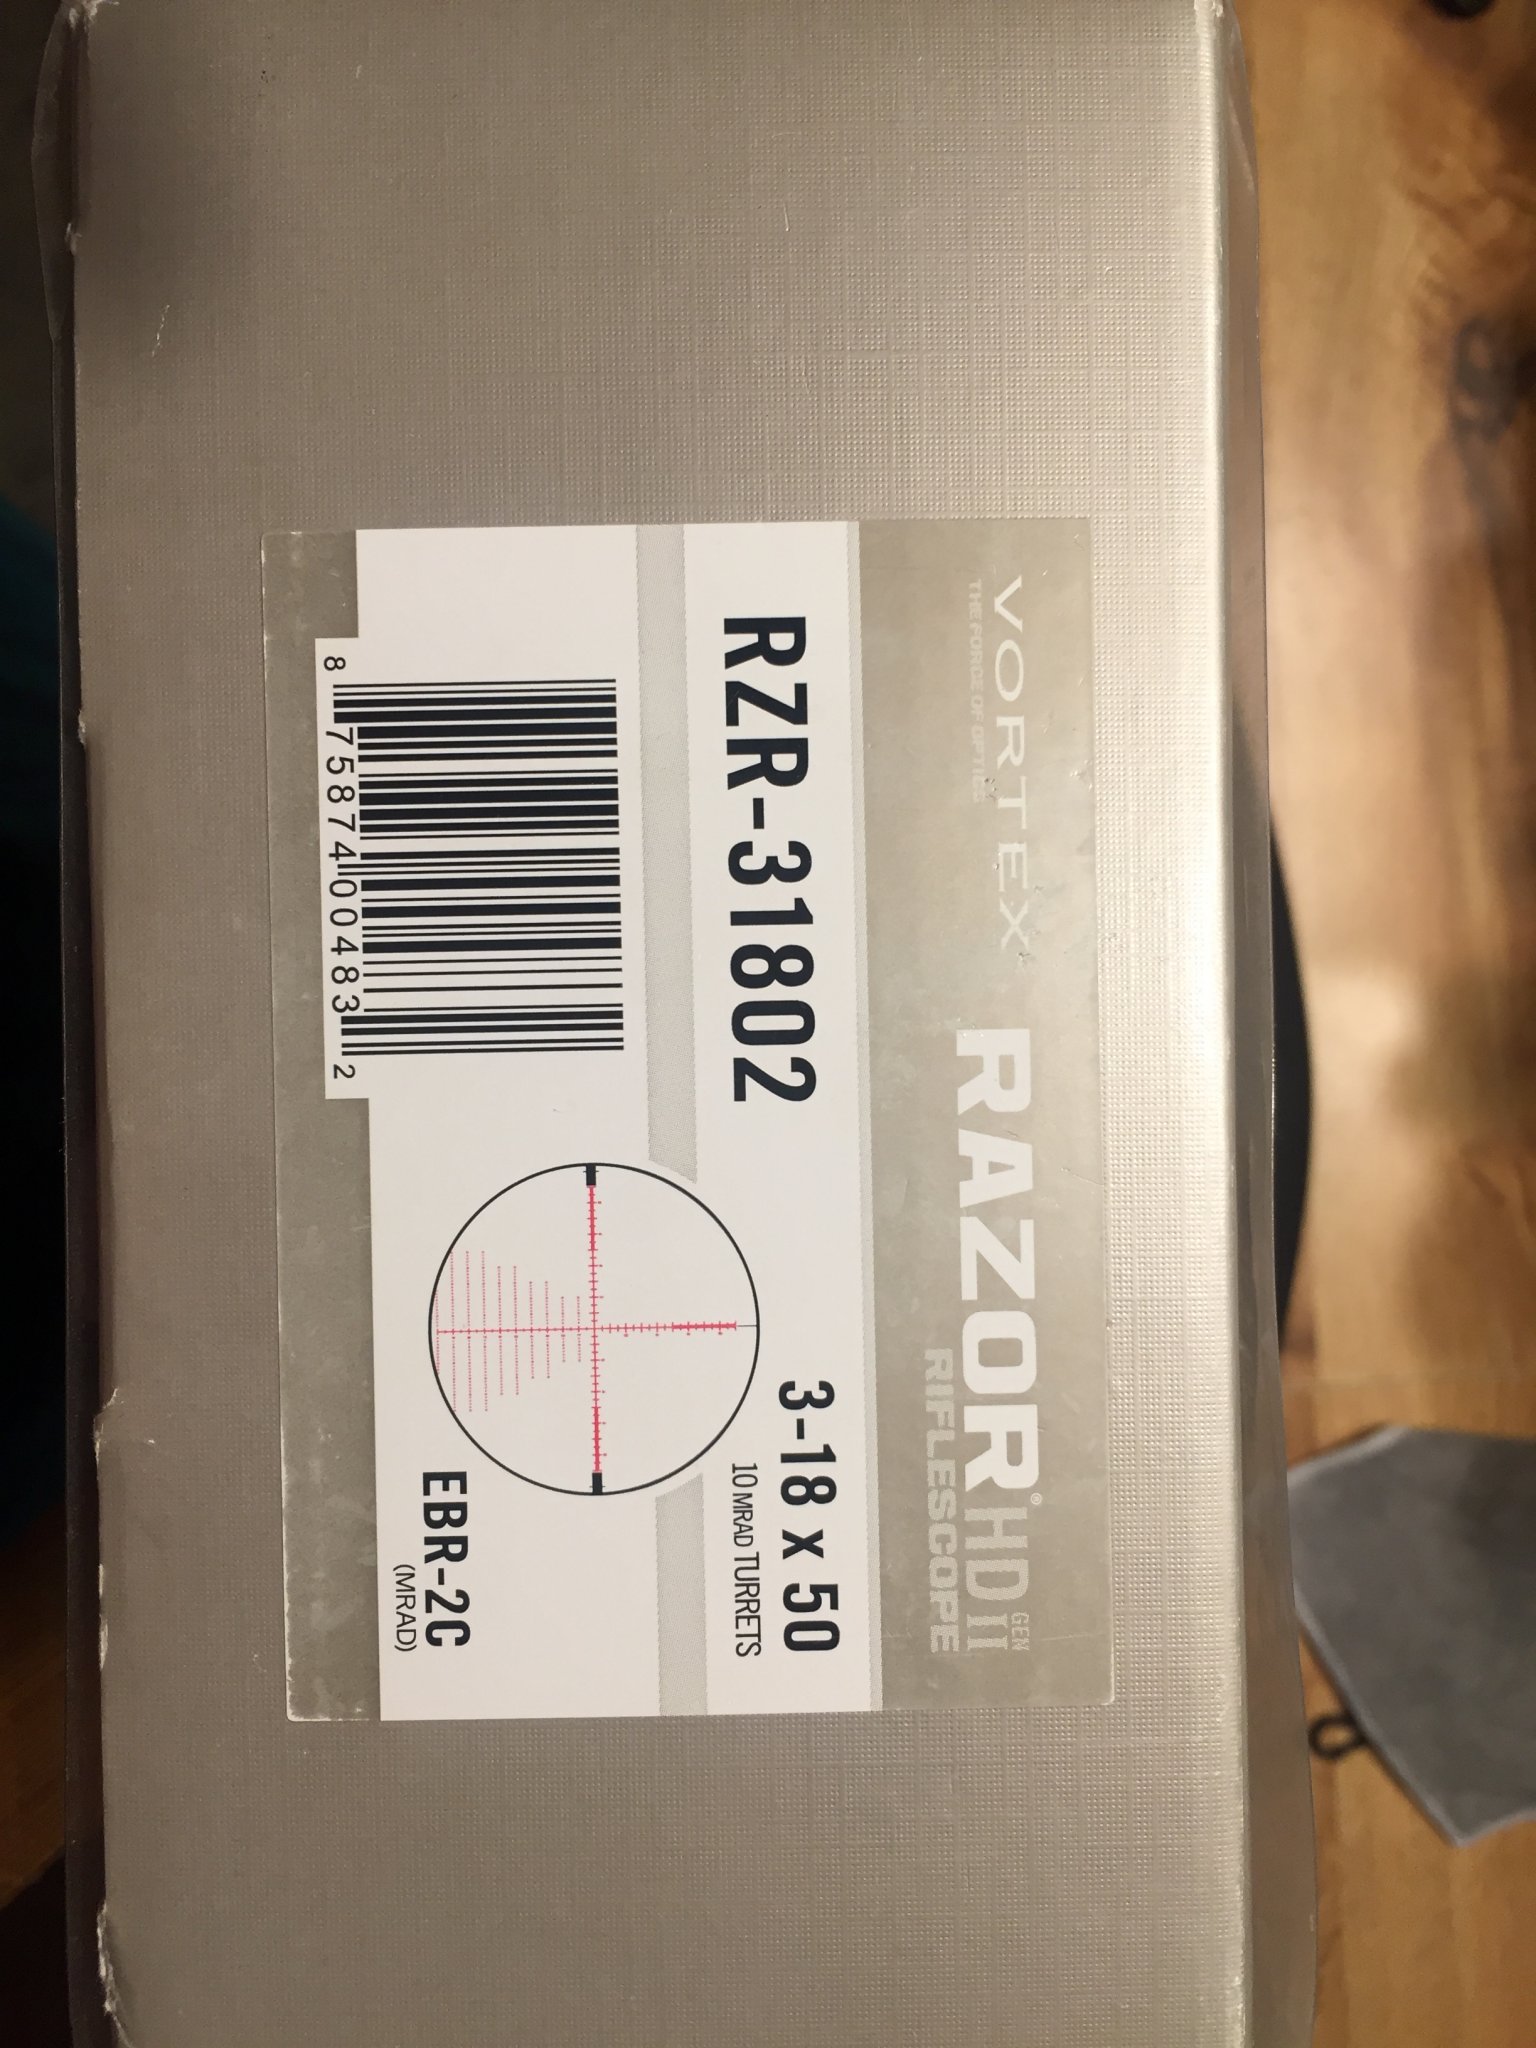 VORTEX
THE FORCE OF OPTICS
RAZOR® HD GEN II
RIFLESCOPE
RZR-31802
3-18 x 50
10 MRAD TURRETS
EBR-2C
(MRAD)
8 75874 00483 2